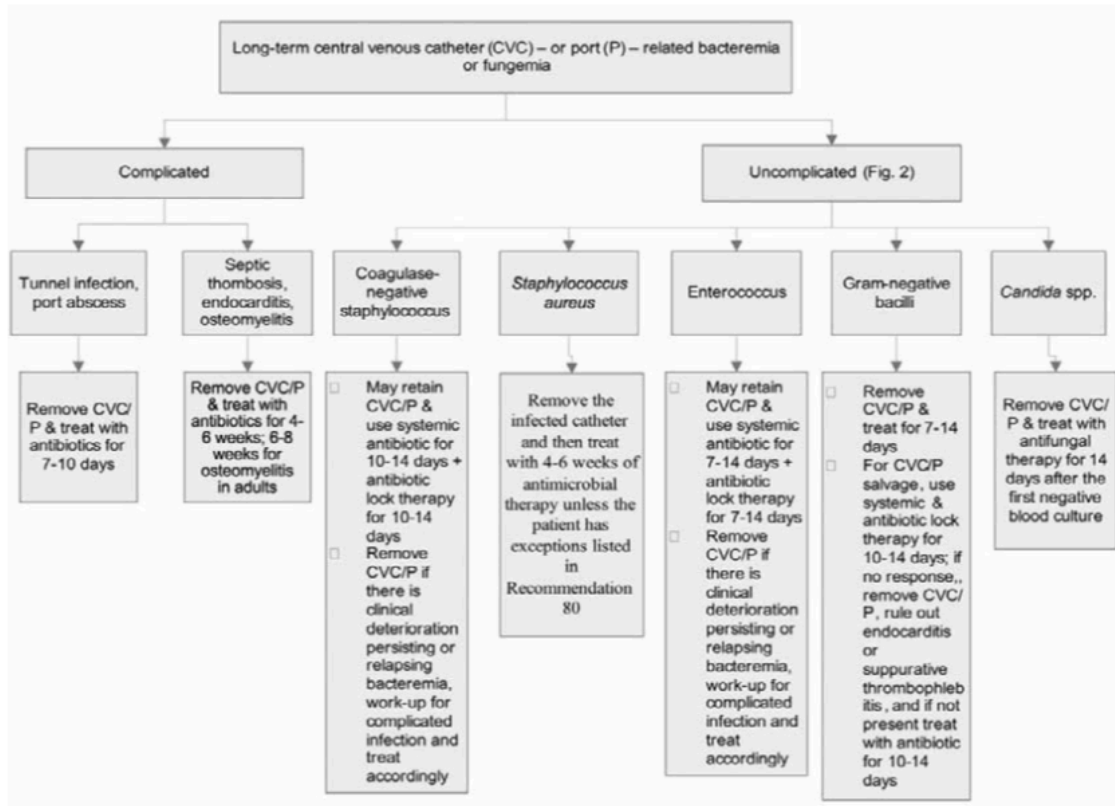 Long-term central venous catheter (CVC) – or port (P) – related bacteremia
or fungemia
Complicated
Uncomplicated (Fig. 2)
Tunnel infection,
port abscess
Septic
thombosis,
endocarditis,
osteomyelitis
Coagulase-
negative
staphylococcus
Staphylococcus
aureus
Enterococcus
Gram-negative
bacilli
Candida spp.
Remove CVC/
P & treat with
antibiotics for
7-10 days
Remove CVC/P
& treat with
antibiotics for 4-
6 weeks; 6-8
weeks for
osteomyelitis
in adults
May retain
CVC/P &
use systemic
antibiotic for
10-14 days +
antibiotic
lock therapy
for 10-14
days
Remove
CVC/P if
there is
clinical
deterioration
persisting or
relapsing
bacteremia,
work-up for
complicated
infection and
treat
accordingly
Remove the
infected catheter
and then treat
with 4-6 weeks of
antimicrobial
therapy unless the
patient has
exceptions listed
in
Recommendation
80
May retain
CVC/P &
use systemic
antibiotic for
7-14 days +
antibiotic
lock therapy
for 7-14 days
Remove
CVC/P if
there is
clinical
deterioration
persisting or
relapsing
bacteremia,
work-up for
complicated
infection and
treat
accordingly
Remove
CVC/P &
treat for 7-14
days
For CVC/P
salvage, use
systemic &
antibiotic lock
therapy for
10-14 days; if
no response,,
remove CVC/
P, rule out
endocarditis
or
suppurative
thrombophleb
itis, and if not
present treat
with antibiotic
for 10-14
days
Remove CVC/
P & treat with
antifungal
therapy for 14
days after the
first negative
blood culture